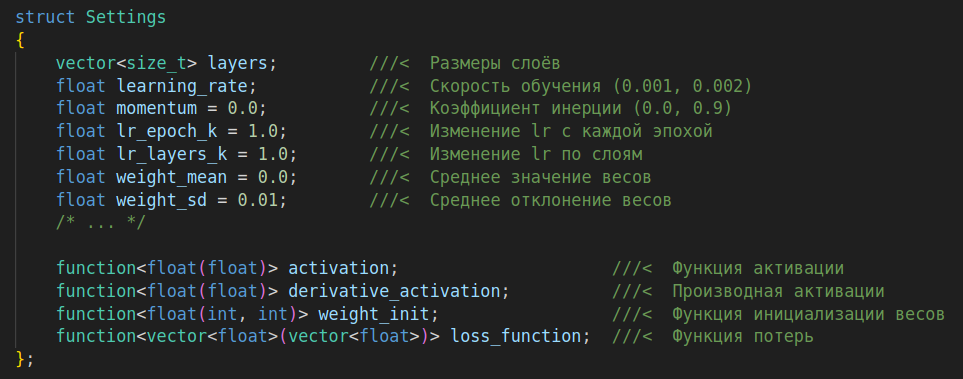 struct Settings
{
    vector<size_t> layers;         ///<  Размеры слоёв
    float learning_rate;           ///<  Скорость обучения (0.001, 0.002)
    float momentum = 0.0;          ///<  Коэффициент инерции (0.0, 0.9)
    float lr_epoch_k = 1.0;        ///<  Изменение lr с каждой эпохой
    float lr_layers_k = 1.0;       ///<  Изменение lr по слоям
    float weight_mean = 0.0;       ///<  Среднее значение весов
    float weight_sd = 0.01;        ///<  Среднее отклонение весов
    /* ... */
    function<float(float)> activation;                     ///<  Функция активации
    function<float(float)> derivative_activation;          ///<  Производная активации
    function<float(int, int)> weight_init;                 ///<  Функция инициализации весов
    function<vector<float>(vector<float>)> loss_function;  ///<  Функция потерь
};